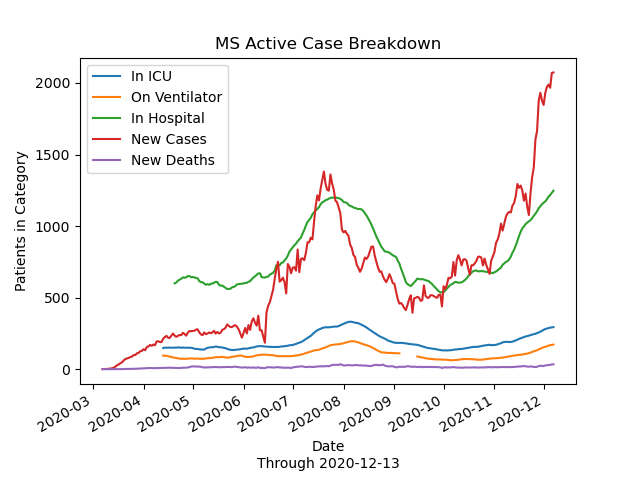 MS Active Case Breakdown
In ICU
On Ventilator
In Hospital
New Cases
New Deaths
Patients in Category
2000
1500
1000
500
0
2020-03
2020-04
2020-05
2020-06
2020-07
2020-08
2020-09
2020-10
2020-11
2020-12
Date
Through 2020-12-13